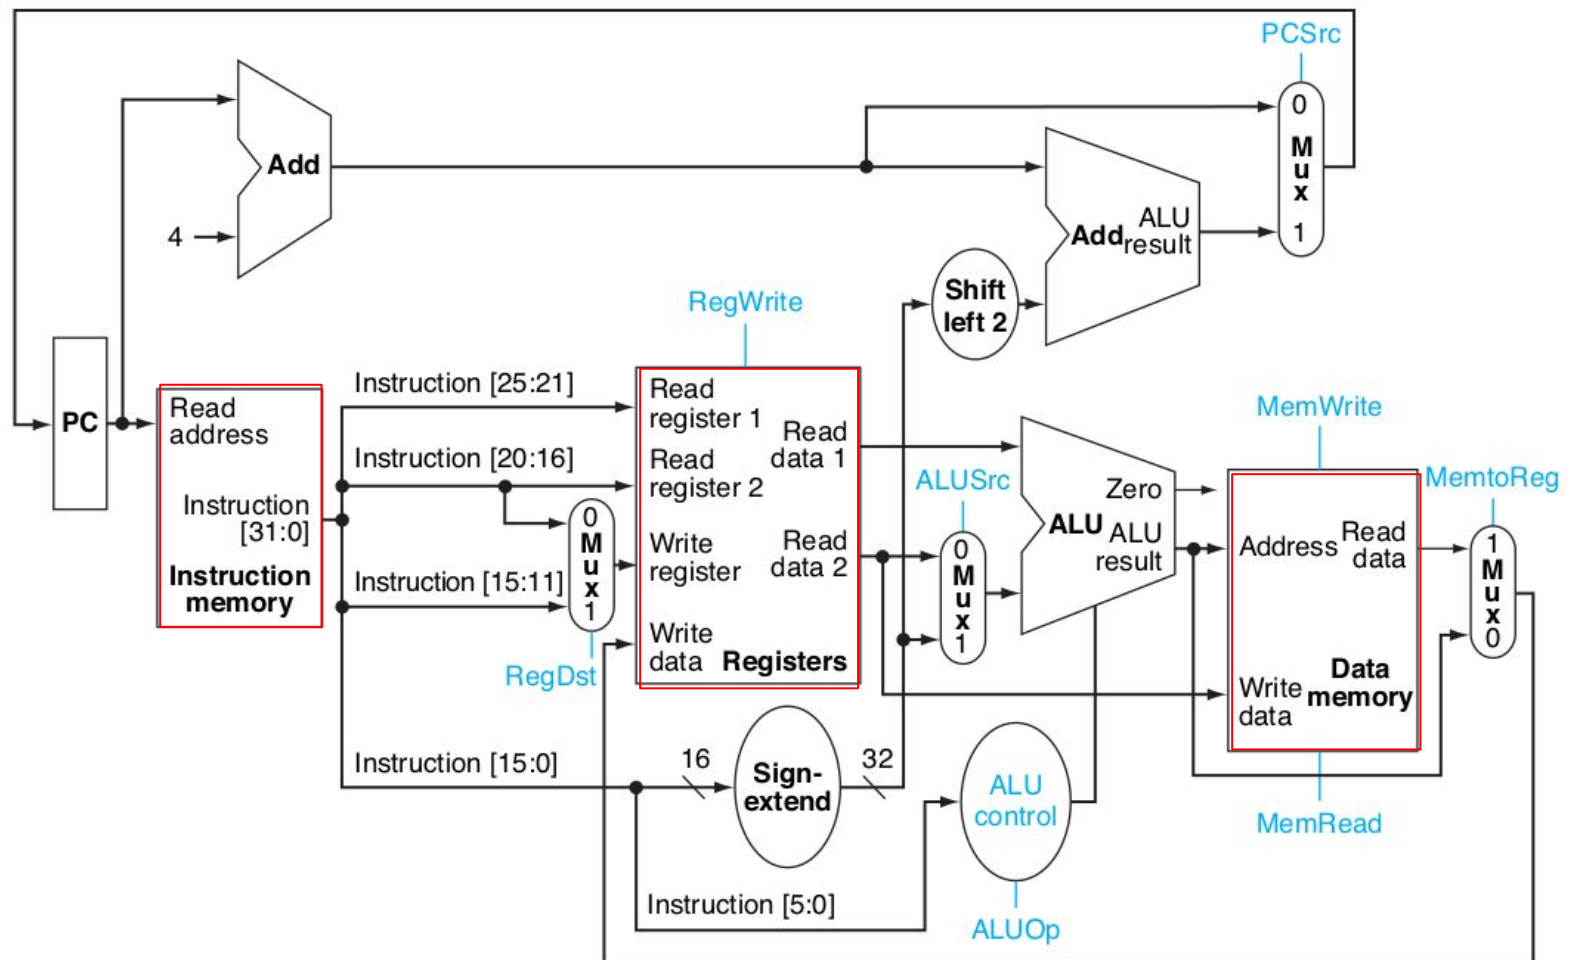 PCSrc
0
Mux
1
Add
4
Add
ALU
result
Shift
left 2
RegWrite
PC
Read
address
Instruction
[31:0]
Instruction
memory
Instruction [25:21]
Instruction [20:16]
Instruction [15:11]
0
Mux
1
RegDst
Read
register 1
Read
register 2
Write
register
Write
data
Read
data 1
Read
data 2
Registers
ALUSrc
0
Mux
1
Zero
ALU
ALU
result
MemWrite
Address
Read
data
Write
data
Data
memory
MemRead
MemtoReg
1
Mux
0
Instruction [15:0]
16
Sign-
extend
32
ALU
control
Instruction [5:0]
ALUOp